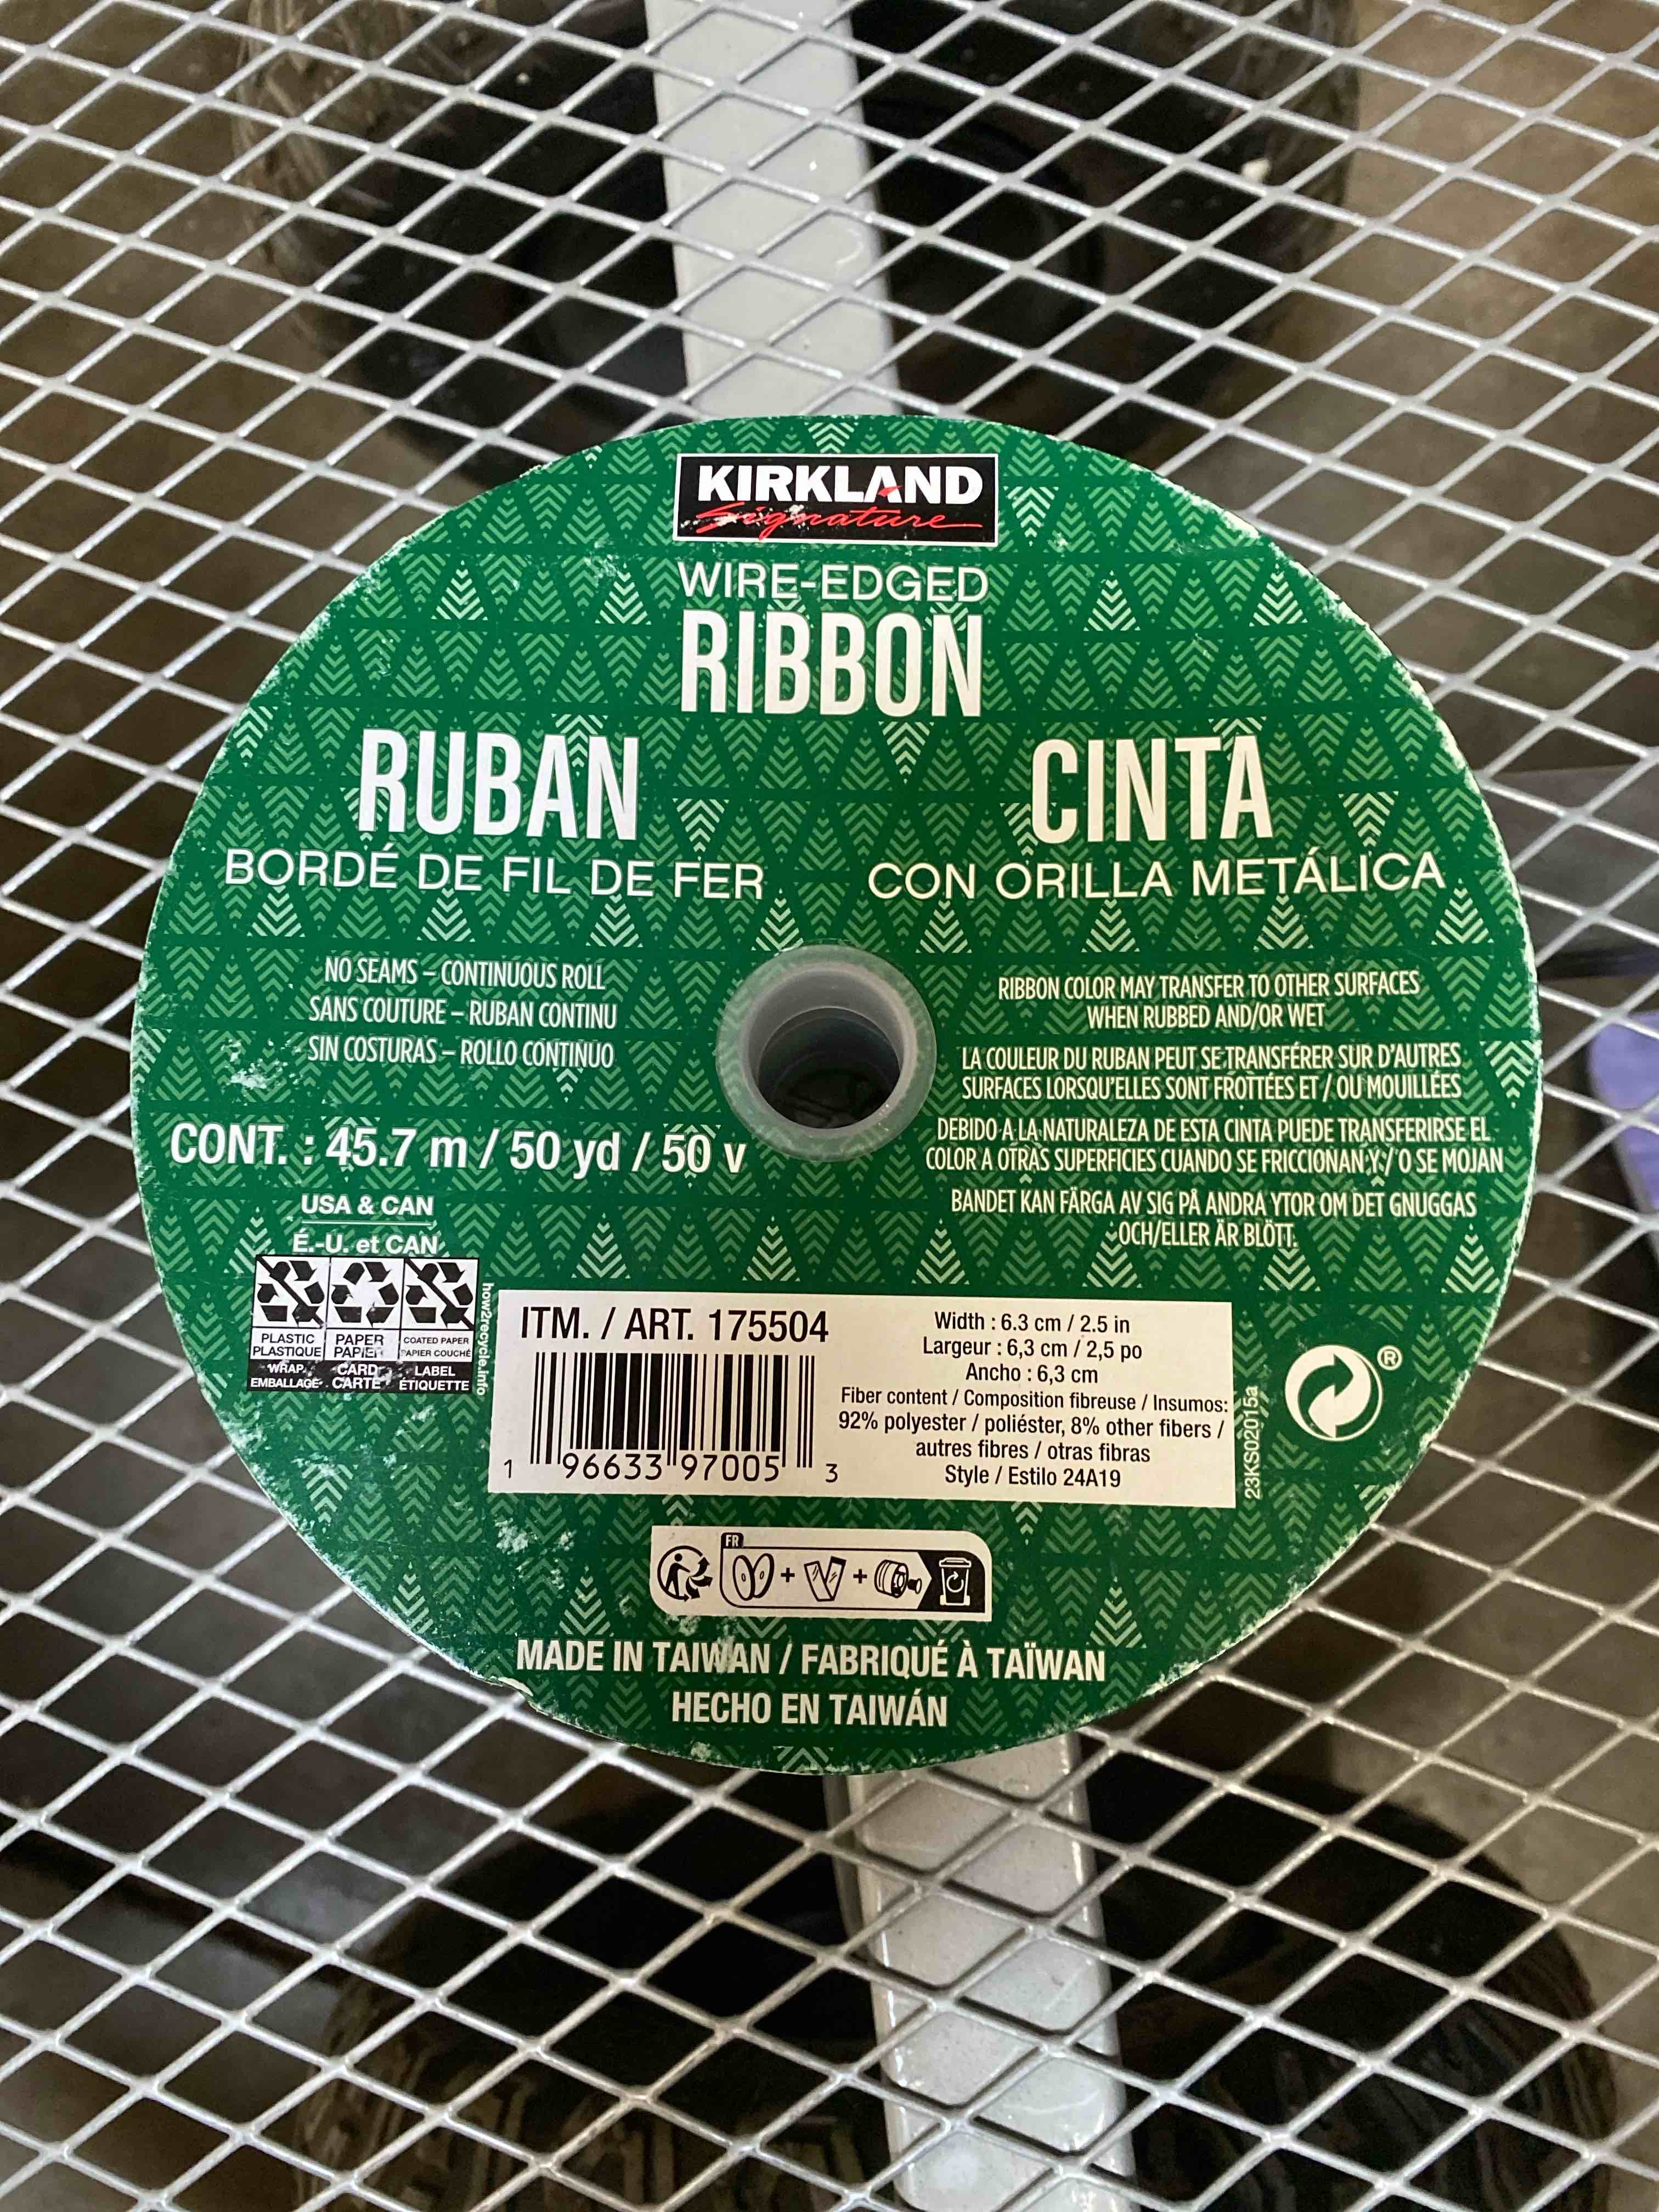 KIRKLAND
Signature
WIRE-EDGED
RIBBON
RUBAN
BORDÉ DE FIL DE FER
CINTA
CON ORILLA METÁLICA
NO SEAMS – CONTINUOUS ROLL
SANS COUTURE – RUBAN CONTINU
SIN COSTURAS – ROLLO CONTINUO
CONT. : 45.7 m / 50 yd / 50 v
RIBBON COLOR MAY TRANSFER TO OTHER SURFACES
WHEN RUBBED AND/OR WET
LA COULEUR DU RUBAN PEUT SE TRANSFÉRER SUR D'AUTRES
SURFACES LORSQU'ELLES SONT FROTTÉES ET / OU MOUILLÉES
DEBIDO A LA NATURALEZA DE ESTA CINTA PUEDE TRANSFERIRSE EL
COLOR A OTRAS SUPERFICIES CUANDO SE FRICCIONAN Y / O SE MOJAN
BANDET KAN FÄRGA AV SIG PÅ ANDRA YTOR OM DET GNUGGAS
OCH/ELLER ÄR BLÖTT.
USA & CAN
É.-U. et CAN
PLASTIC PAPER COATED PAPER
PLASTIQUE PAPIER PAPIER COUCHÉ
WRAP CARD LABEL
EMBALLAGE CARTE ÉTIQUETTE
how2recycle.info
ITM. / ART. 175504
1 96633 97005 3
Width : 6.3 cm / 2.5 in
Largeur : 6,3 cm / 2,5 po
Ancho : 6,3 cm
Fiber content / Composition fibreuse / Insumos:
92% polyester / poliéster, 8% other fibers /
autres fibres / otras fibras
Style / Estilo 24A19
23KS02015a
®
FR
MADE IN TAIWAN / FABRIQUÉ À TAÏWAN
HECHO EN TAIWÁN